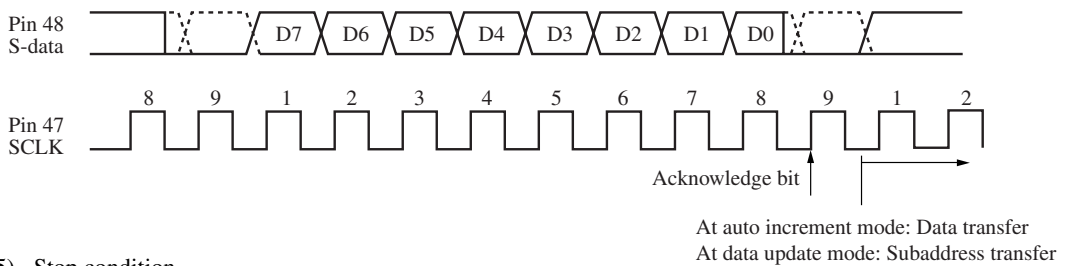 Pin 48
S-data
D7 D6 D5 D4 D3 D2 D1 D0
8 9 1 2 3 4 5 6 7 8 9 1 2
Pin 47
SCLK
Acknowledge bit
At auto increment mode: Data transfer
At data update mode: Subaddress transfer
Stop condition